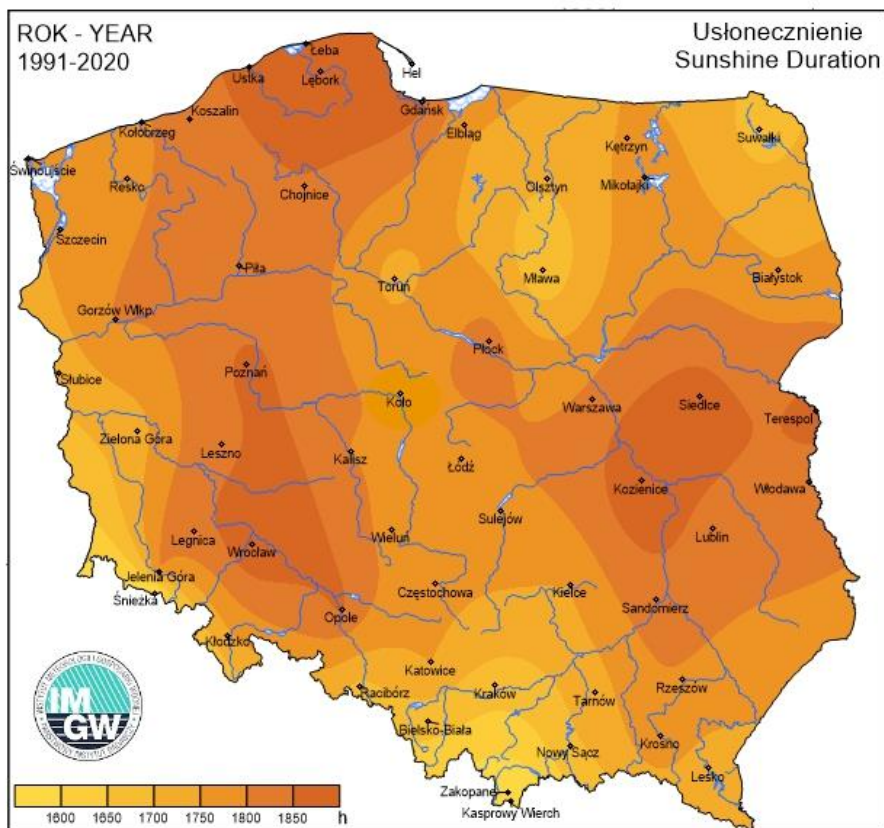 ROK - YEAR
1991-2020
Usłonecznienie
Sunshine Duration
Łeba
Ustka
Lębork
Hel
Gdańsk
Koszalin
Kołobrzeg
Elbląg
Kętrzyn
Suwałki
Świnoujście
Resko
Chojnice
Olsztyn
Mikołajki
Szczecin
Piła
Toruń
Mława
Białystok
Gorzów Wlkp.
Płock
Słubice
Poznań
Koło
Warszawa
Siedlce
Terespol
Zielona Góra
Leszno
Kalisz
Łódź
Kozienice
Włodawa
Sulejów
Legnica
Wrocław
Wieluń
Lublin
Jelenia Góra
Śnieżka
Częstochowa
Kielce
Sandomierz
Opole
Kłodzko
Katowice
Racibórz
Kraków
Tarnów
Rzeszów
Bielsko-Biała
Nowy Sącz
Krosno
Lesko
Zakopane
Kasprowy Wierch
IM
GW
1600 1700 1800
1650 1750 1850 h